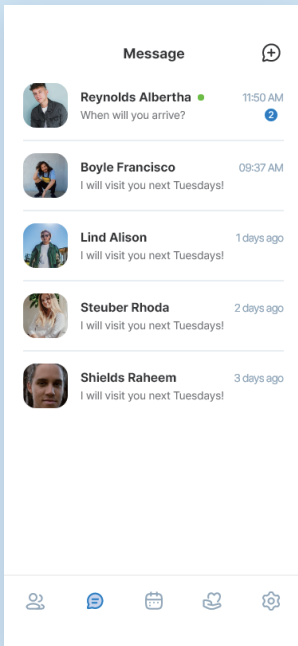 Message
Reynolds Albertha
11:50 AM
When will you arrive?
2
Boyle Francisco
09:37 AM
I will visit you next Tuesdays!
Lind Alison
1 days ago
I will visit you next Tuesdays!
Steuber Rhoda
2 days ago
I will visit you next Tuesdays!
Shields Raheem
3 days ago
I will visit you next Tuesdays!